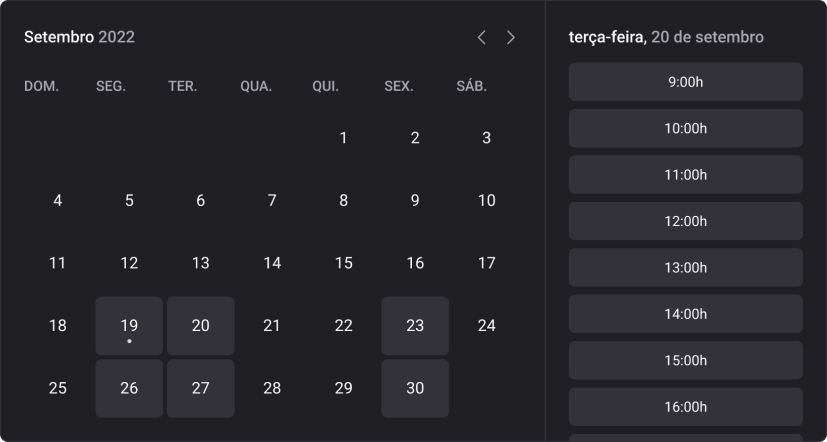 Setembro 2022
DOM. SEG. TER. QUA. QUI. SEX. SÁB.
1 2 3
4 5 6 7 8 9 10
11 12 13 14 15 16 17
18 19 20 21 22 23 24
25 26 27 28 29 30
terça-feira, 20 de setembro
9:00h
10:00h
11:00h
12:00h
13:00h
14:00h
15:00h
16:00h